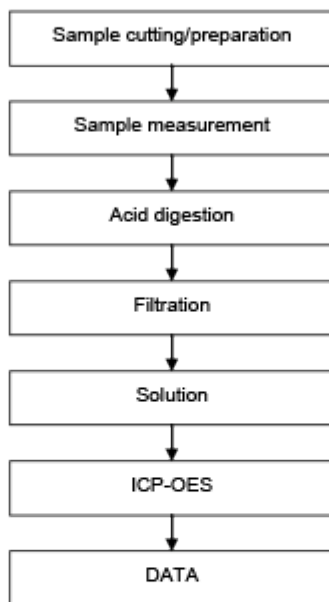 Sample cutting/preparation
Sample measurement
Acid digestion
Filtration
Solution
ICP-OES
DATA